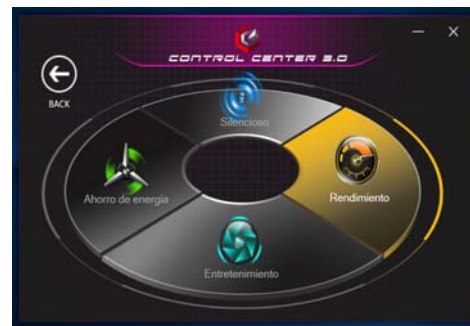 CONTROL CENTER 3.0
BACK
Silencioso
Ahorro de energía
Rendimiento
Entretenimiento